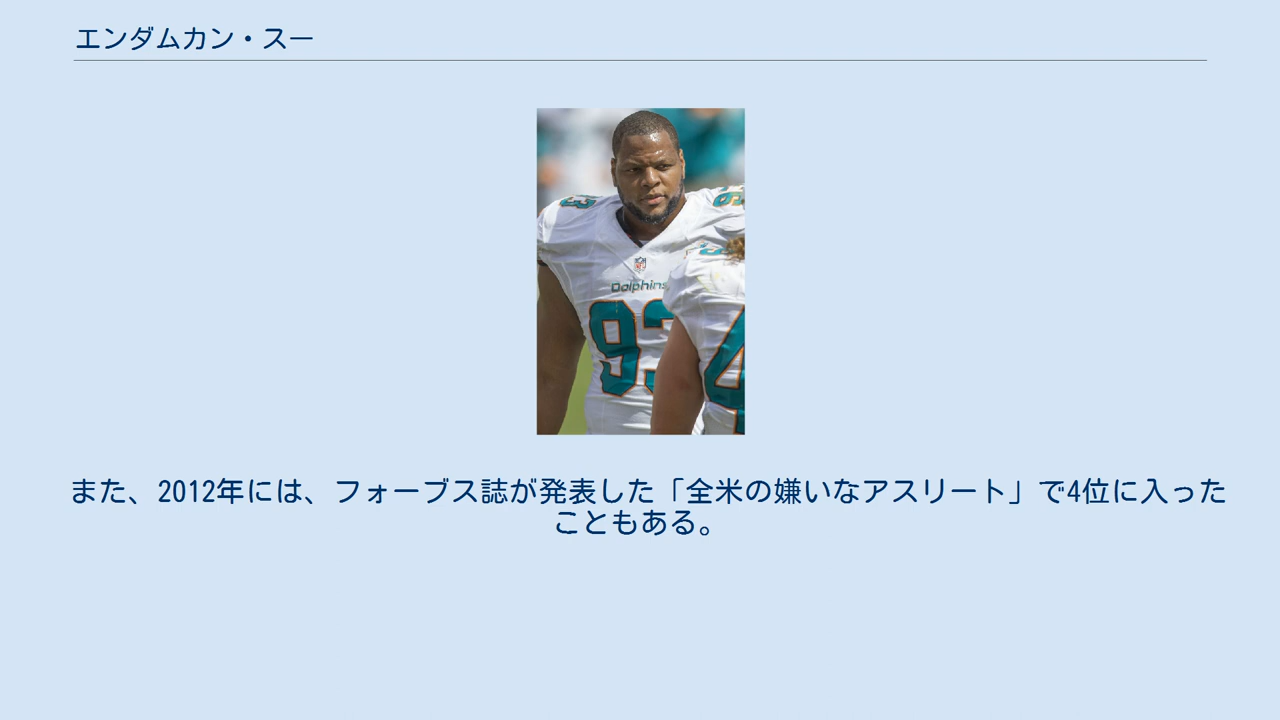 エンダムカン・スー
Dolphins
93
また、2012年には、フォーブス誌が発表した「全米の嫌いなアスリート」で4位に入った
こともある。